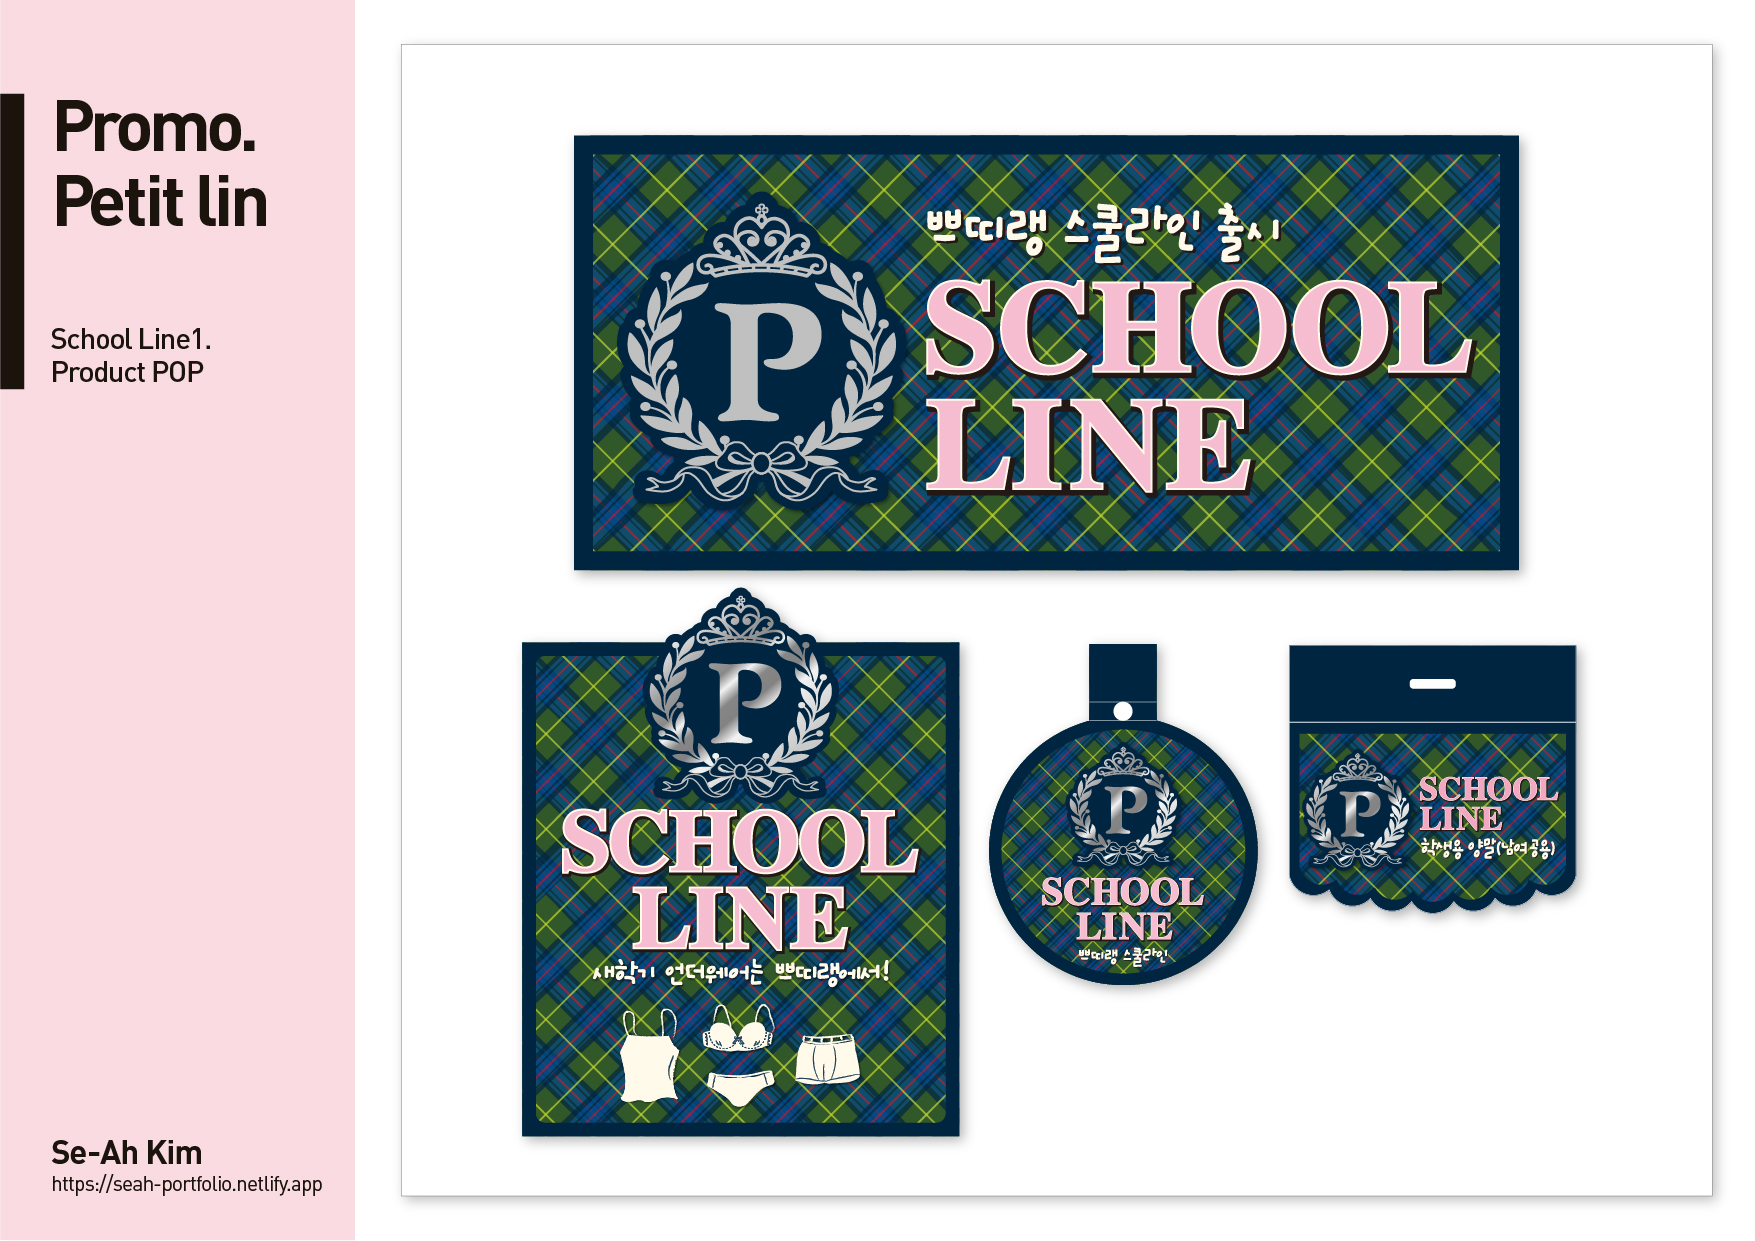 Promo.
Petit lin
School Line1.
Product POP
Se-Ah Kim
https://seah-portfolio.netlify.app
P
쁘띠랭 스쿨라인 출시
SCHOOL
LINE
P
SCHOOL
LINE
새학기 언더웨어는 쁘띠랭에서!
P
SCHOOL
LINE
쁘띠랭 스쿨라인
P
SCHOOL
LINE
학생용 양말(남여공용)